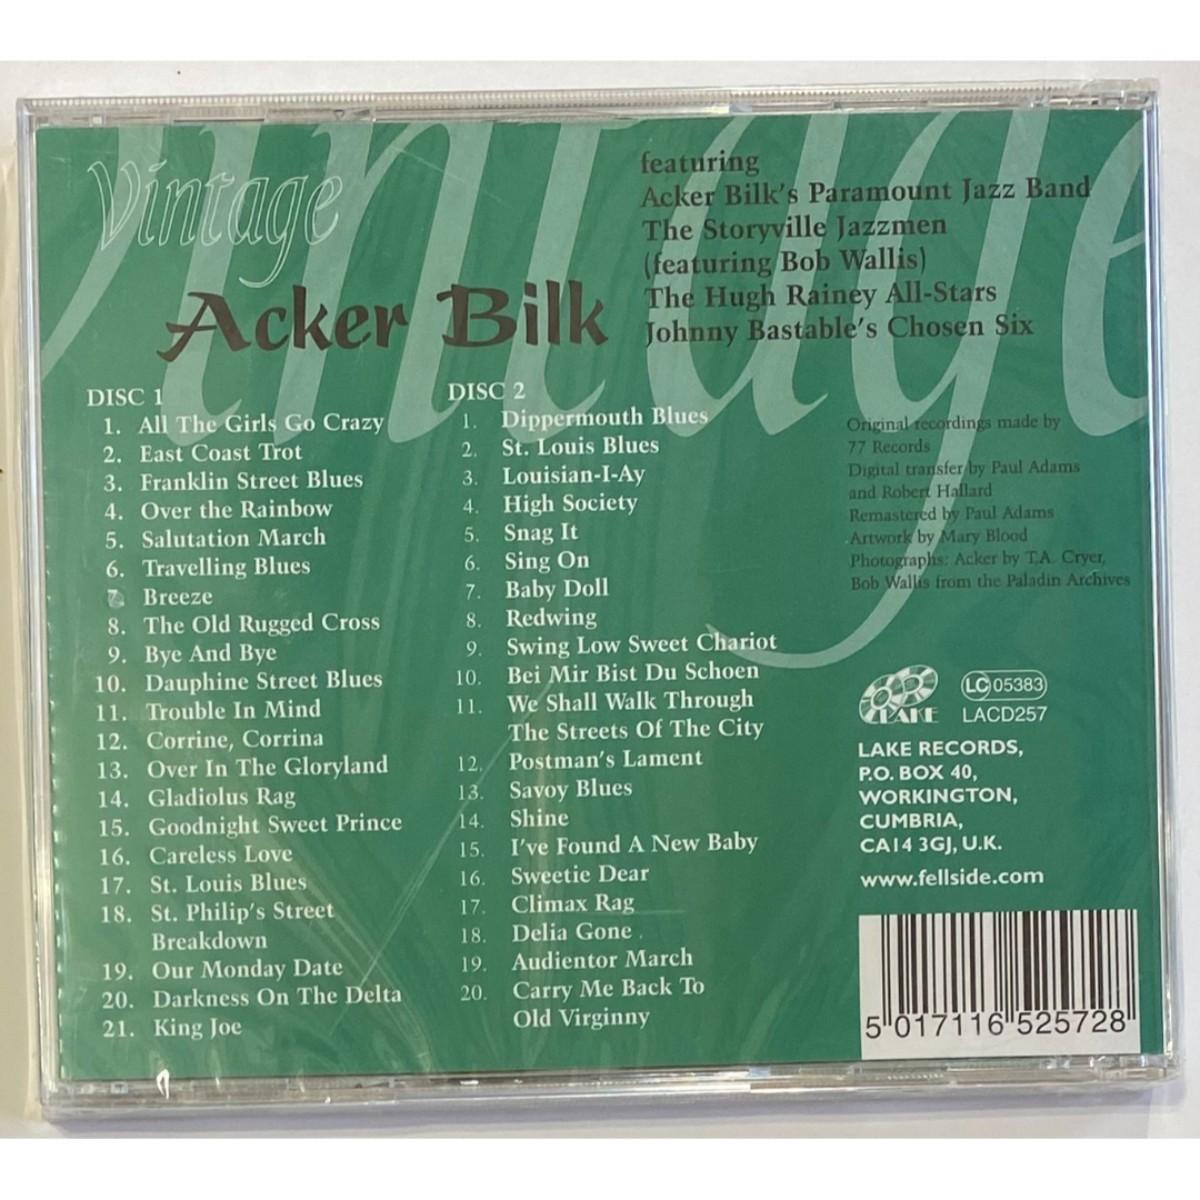 Vintage
Acker Bilk
featuring
Acker Bilk's Paramount Jazz Band
The Storyville Jazzmen
(featuring Bob Wallis)
The Hugh Rainey All-Stars
Johnny Bastable's Chosen Six
DISC 1
1. All The Girls Go Crazy
2. East Coast Trot
3. Franklin Street Blues
4. Over the Rainbow
5. Salutation March
6. Travelling Blues
7. Breeze
8. The Old Rugged Cross
9. Bye And Bye
10. Dauphine Street Blues
11. Trouble In Mind
12. Corrine, Corrina
13. Over In The Gloryland
14. Gladiolus Rag
15. Goodnight Sweet Prince
16. Careless Love
17. St. Louis Blues
18. St. Philip's Street
Breakdown
19. Our Monday Date
20. Darkness On The Delta
21. King Joe
DISC 2
1. Dippermouth Blues
2. St. Louis Blues
3. Louisian-I-Ay
4. High Society
5. Snag It
6. Sing On
7. Baby Doll
8. Redwing
9. Swing Low Sweet Chariot
10. Bei Mir Bist Du Schoen
11. We Shall Walk Through
The Streets Of The City
12. Postman's Lament
13. Savoy Blues
14. Shine
15. I've Found A New Baby
16. Sweetie Dear
17. Climax Rag
18. Delia Gone
19. Audientor March
20. Carry Me Back To
Old Virginny
Original recordings made by
77 Records
Digital transfer by Paul Adams
and Robert Hallard
Remastered by Paul Adams
Artwork by Mary Blood
Photographs: Acker by T.A. Cryer,
Bob Wallis from the Paladin Archives
LAKE
LC 05383
LACD257
LAKE RECORDS,
P.O. BOX 40,
WORKINGTON,
CUMBRIA,
CA14 3GJ, U.K.
www.fellside.com
5 017116 525728